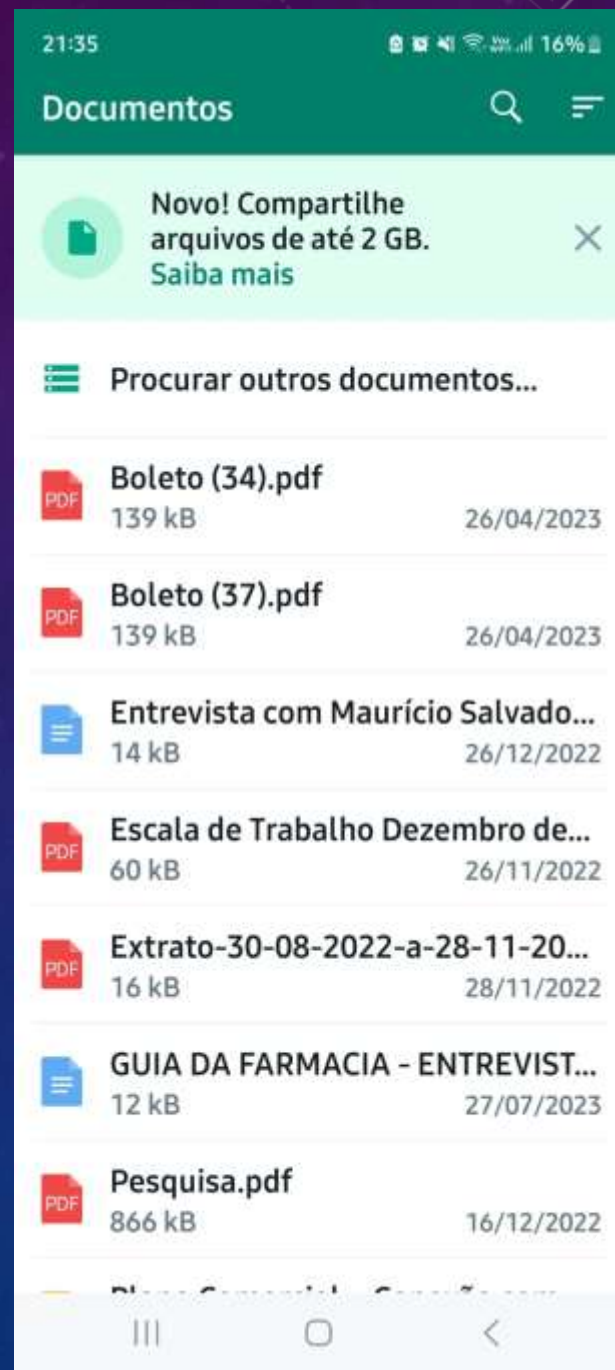 21:35
16%
Documentos
Novo! Compartilhe
arquivos de até 2 GB.
Saiba mais
Procurar outros documentos...
PDF
Boleto (34).pdf
139 kB 26/04/2023
PDF
Boleto (37).pdf
139 kB 26/04/2023
Entrevista com Maurício Salvado...
14 kB 26/12/2022
PDF
Escala de Trabalho Dezembro de...
60 kB 26/11/2022
PDF
Extrato-30-08-2022-a-28-11-20...
16 kB 28/11/2022
GUIA DA FARMACIA - ENTREVIST...
12 kB 27/07/2023
PDF
Pesquisa.pdf
866 kB 16/12/2022